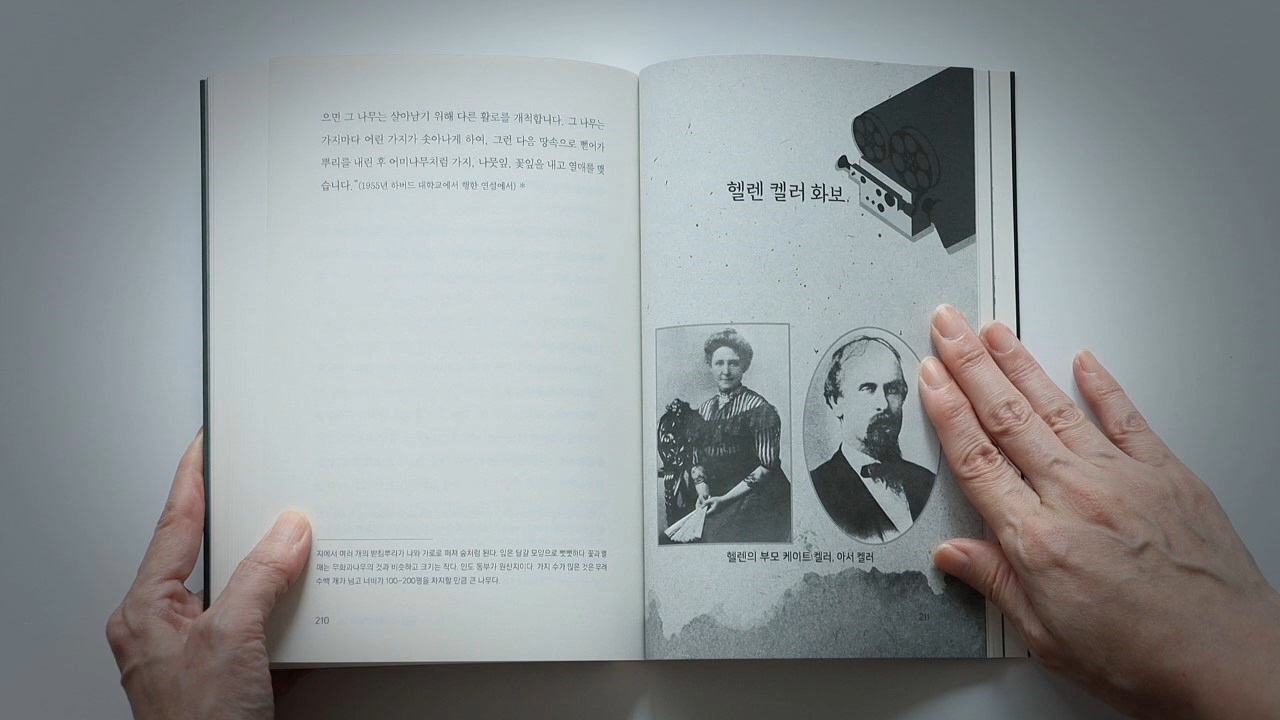 으면 그 나무는 살아남기 위해 다른 활로를 개척합니다. 그 나무는
가지마다 어린 가지가 솟아나게 하여, 그런 다음 땅속으로 뻗어가
뿌리를 내린 후 어미나무처럼 가지, 나뭇잎, 꽃잎을 내고 열매를 맺
습니다.”(1955년 하버드 대학교에서 행한 연설에서) *
지에서 여러 개의 받침뿌리가 나와 가로로 퍼져 숲처럼 된다. 잎은 달걀 모양으로 뻣뻣하다. 꽃과 열
매는 무화과나무의 것과 비슷하고 크기는 작다. 인도 동부가 원산지이다. 가지 수가 많은 것은 무려
수백 개가 넘고 너비가 100-200평을 차지할 만큼 큰 나무다.
210
헬렌 켈러 화보
헬렌의 부모 케이트 켈러, 아서 켈러
211